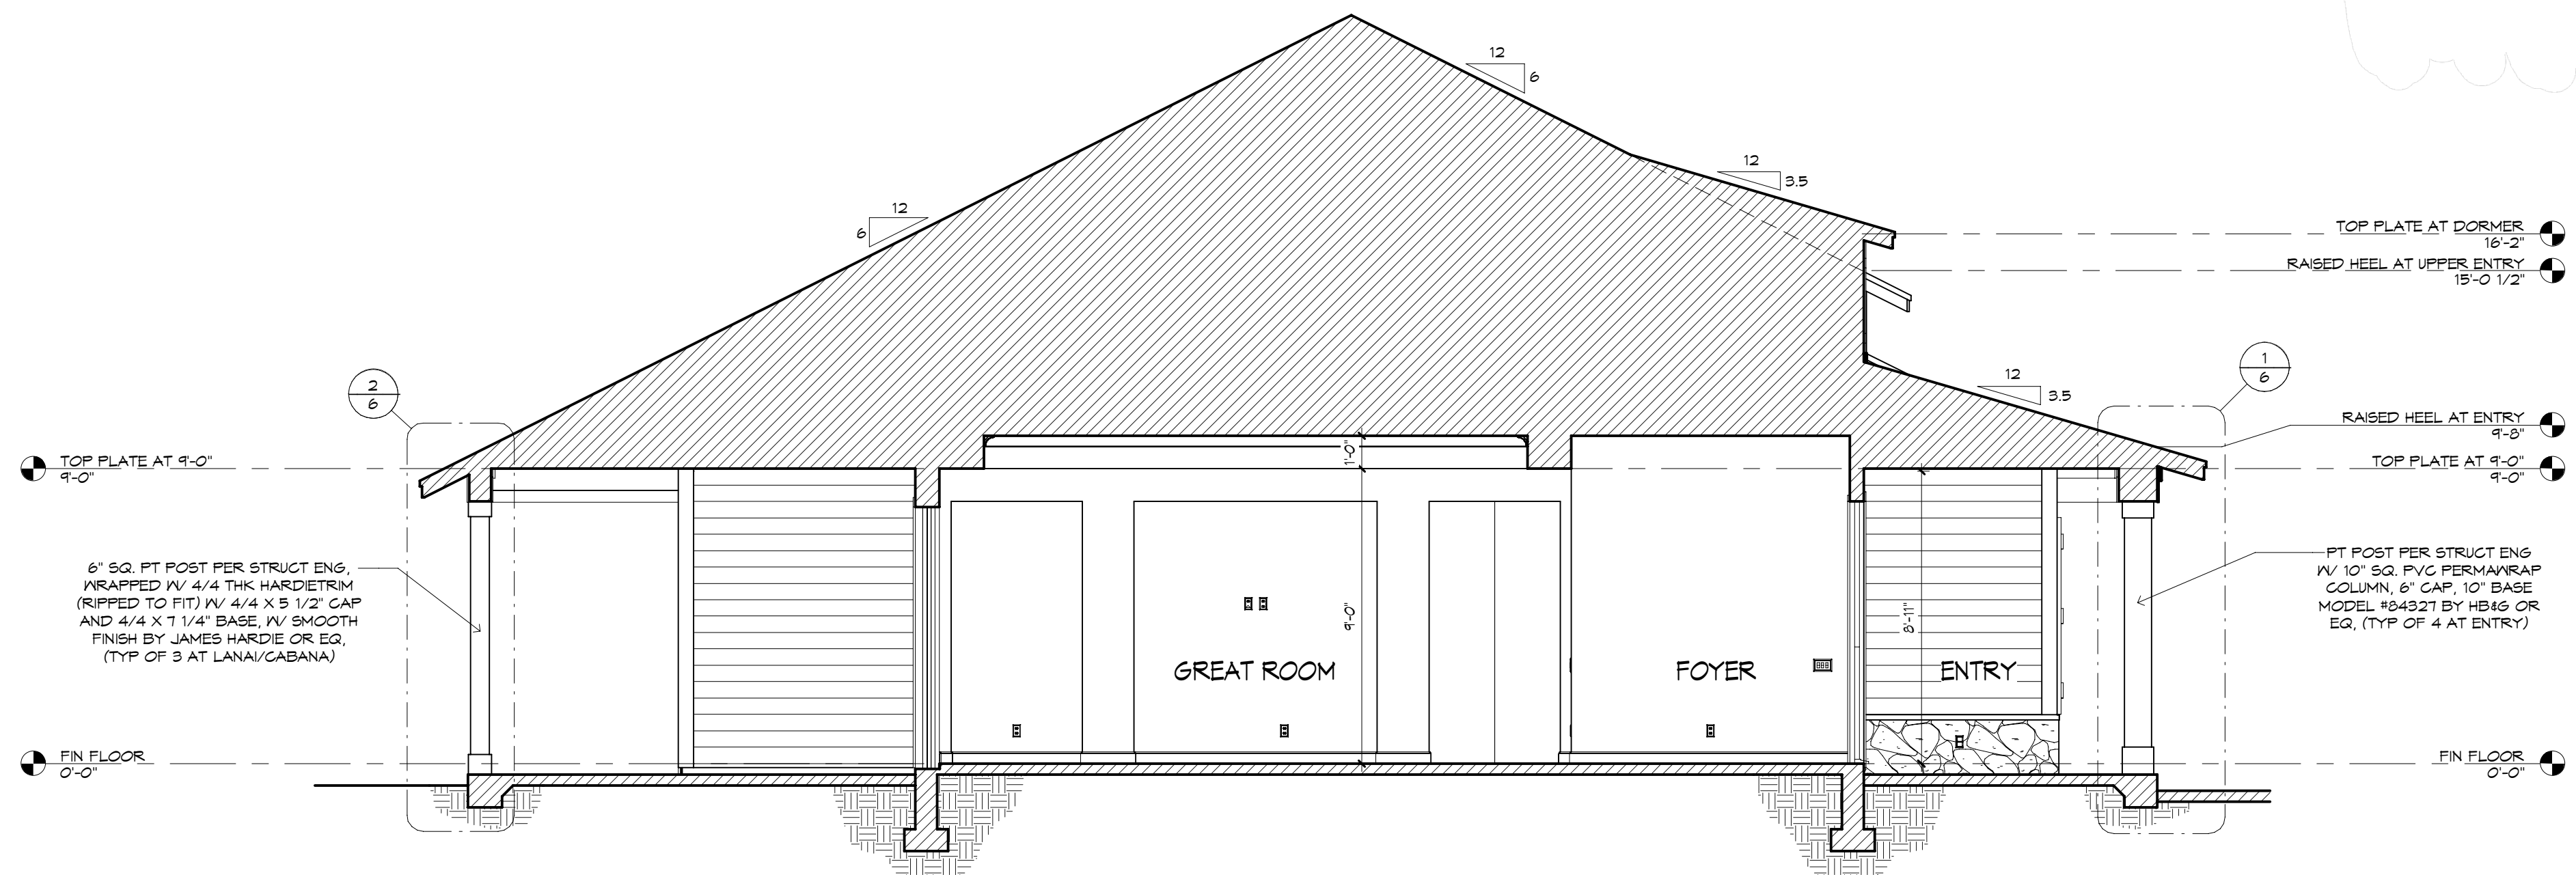 12
6
12
3.5
12
6
TOP PLATE AT DORMER
16'-2"
RAISED HEEL AT UPPER ENTRY
15'-0 1/2"
12
3.5
2
6
1
6
RAISED HEEL AT ENTRY
9'-8"
TOP PLATE AT 9'-0"
9'-0"
1'-0"
TOP PLATE AT 9'-0"
9'-0"
6" SQ. PT POST PER STRUCT ENG,
WRAPPED W/ 4/4 THK HARDIETRIM
(RIPPED TO FIT) W/ 4/4 X 5 1/2" CAP
AND 4/4 X 7 1/4" BASE, W/ SMOOTH
FINISH BY JAMES HARDIE OR EQ,
(TYP OF 3 AT LANAI/CABANA)
9'-0"
8'-11"
PT POST PER STRUCT ENG
W/ 10" SQ. PVC PERMAWRAP
COLUMN, 6" CAP, 10" BASE
MODEL #84327 BY HB&G OR
EQ, (TYP OF 4 AT ENTRY)
GREAT ROOM
FOYER
ENTRY
FIN FLOOR
0'-0"
FIN FLOOR
0'-0"